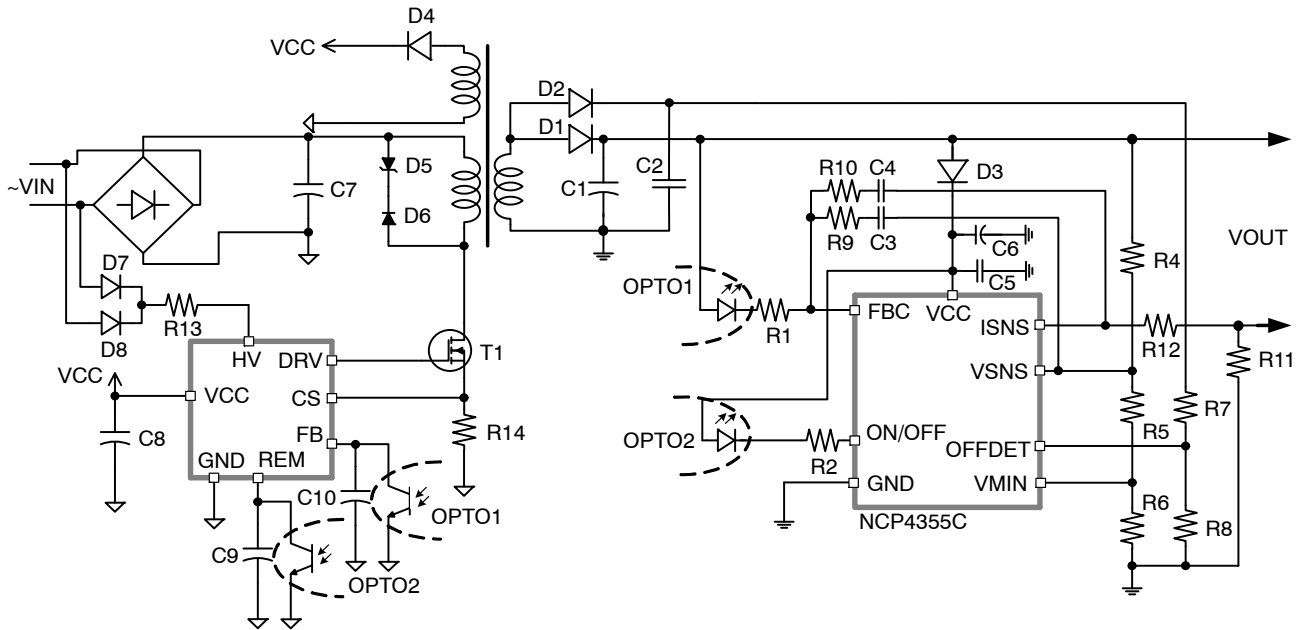 D4
VCC
D2
D1
D5
D6
C7
C1
C2
~VIN
D7
D8
R13
R10
C4
R9
C3
D3
C6
C5
R4
VOUT
OPTO1
R1
FBC
VCC
ISNS
R12
R11
VSNS
HV
DRV
T1
VCC
VCC
CS
FB
R14
C8
GND
REM
C10
OPTO1
C9
OPTO2
OPTO2
R2
ON/OFF
OFFDET
R5
R7
GND
VMIN
R6
R8
NCP4355C